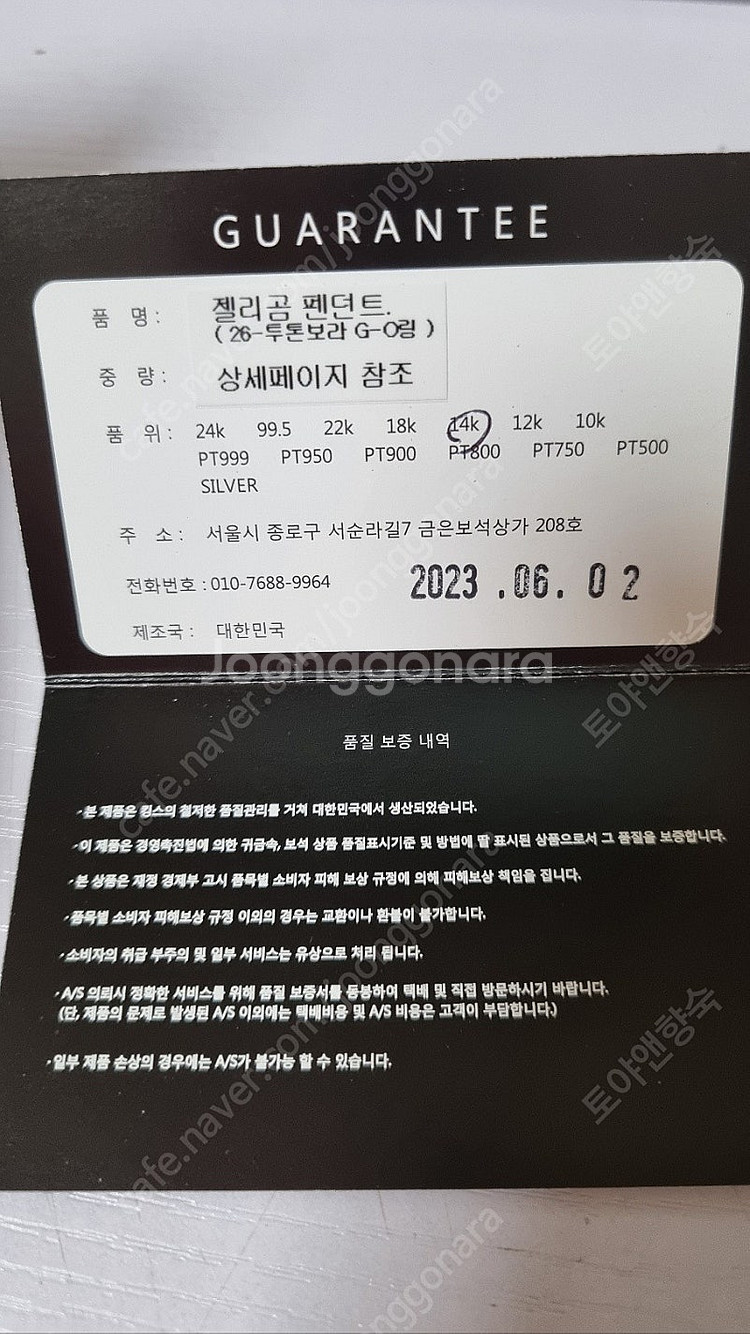 GUARANTEE
품 명: 젤리곰 펜던트.
(26-투톤보라 G-O링)
중 량: 상세페이지 참조
품 위: 24k 99.5 22k 18k 14k 12k 10k
PT999 PT950 PT900 PT800 PT750 PT500
SILVER
주 소: 서울시 종로구 서순라길7 금은보석상가 208호
전화번호 : 010-7688-9964 2023 .06. 02
제조국: 대한민국
Joonggonara
품질 보증 내역
·본 제품은 킹스의 철저한 품질관리를 거쳐 대한민국에서 생산되었습니다.
·이 제품은 경영촉진법에 의한 귀금속, 보석 상품 품질표시기준 및 방법에 딸 표시된 상품으로서 그 품질을 보증합니다.
·본 상품은 재정 경제부 고시 품목별 소비자 피해 보상 규정에 의해 피해보상 책임을 집니다.
·품목별 소비자 피해보상 규정 이외의 경우는 교환이나 환불이 불가합니다.
·소비자의 취급 부주의 및 일부 서비스는 유상으로 처리 됩니다.
·A/S 의뢰시 정확한 서비스를 위해 품질 보증서를 동봉하여 택배 및 직접 방문하시기 바랍니다.
(단, 제품의 문제로 발생된 A/S 이외에는 택배비용 및 A/S 비용은 고객이 부담합니다.)
·일부 제품 손상의 경우에는 A/S가 불가능 할 수 있습니다.
cafe.naver.com/joonggonara
cafe.naver.com/joonggonara
cafe.naver.com/joonggonara
토야앤향숙
토야앤향숙
토야앤향숙